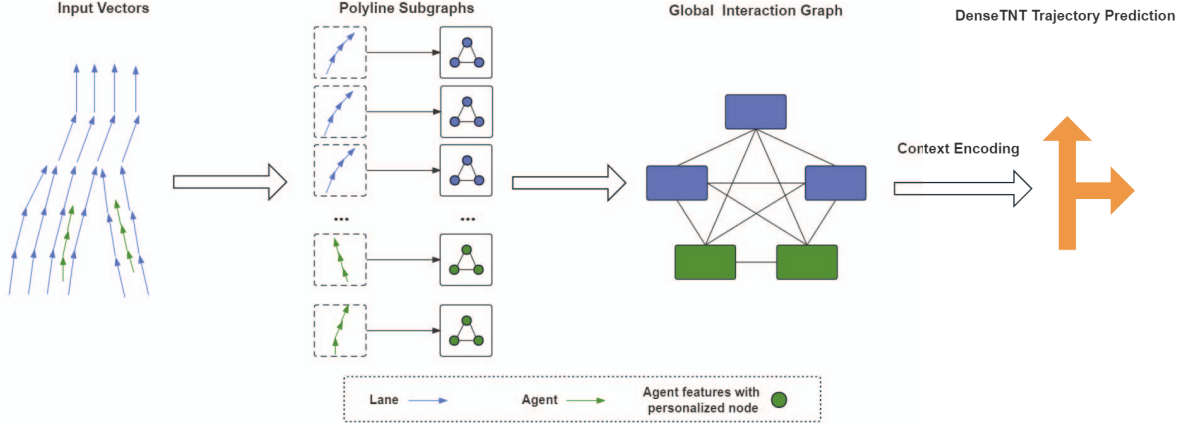 Input Vectors
Polyline Subgraphs
Global Interaction Graph
DenseTNT Trajectory Prediction
...
...
Context Encoding
Lane
Agent
Agent features with
personalized node